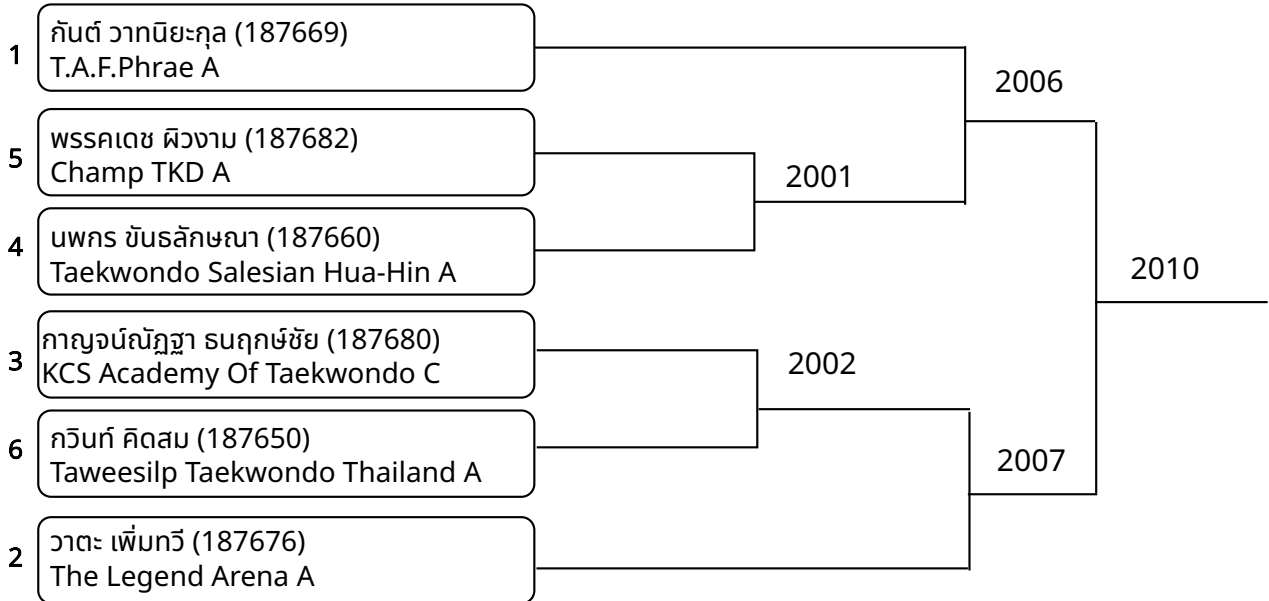 1
กันต์ วาทนิยะกุล (187669)
T.A.F.Phrae A
2006
5
พรรคเดช ผิวงาม (187682)
Champ TKD A
2001
4
นพกร ขันธลักษณา (187660)
Taekwondo Salesian Hua-Hin A
2010
3
กาญจน์ณัฏฐา ธนฤกษ์ชัย (187680)
KCS Academy Of Taekwondo C
2002
6
กวินท์ คิดสม (187650)
Taweesilp Taekwondo Thailand A
2007
2
วาตะ เพิ่มทวี (187676)
The Legend Arena A